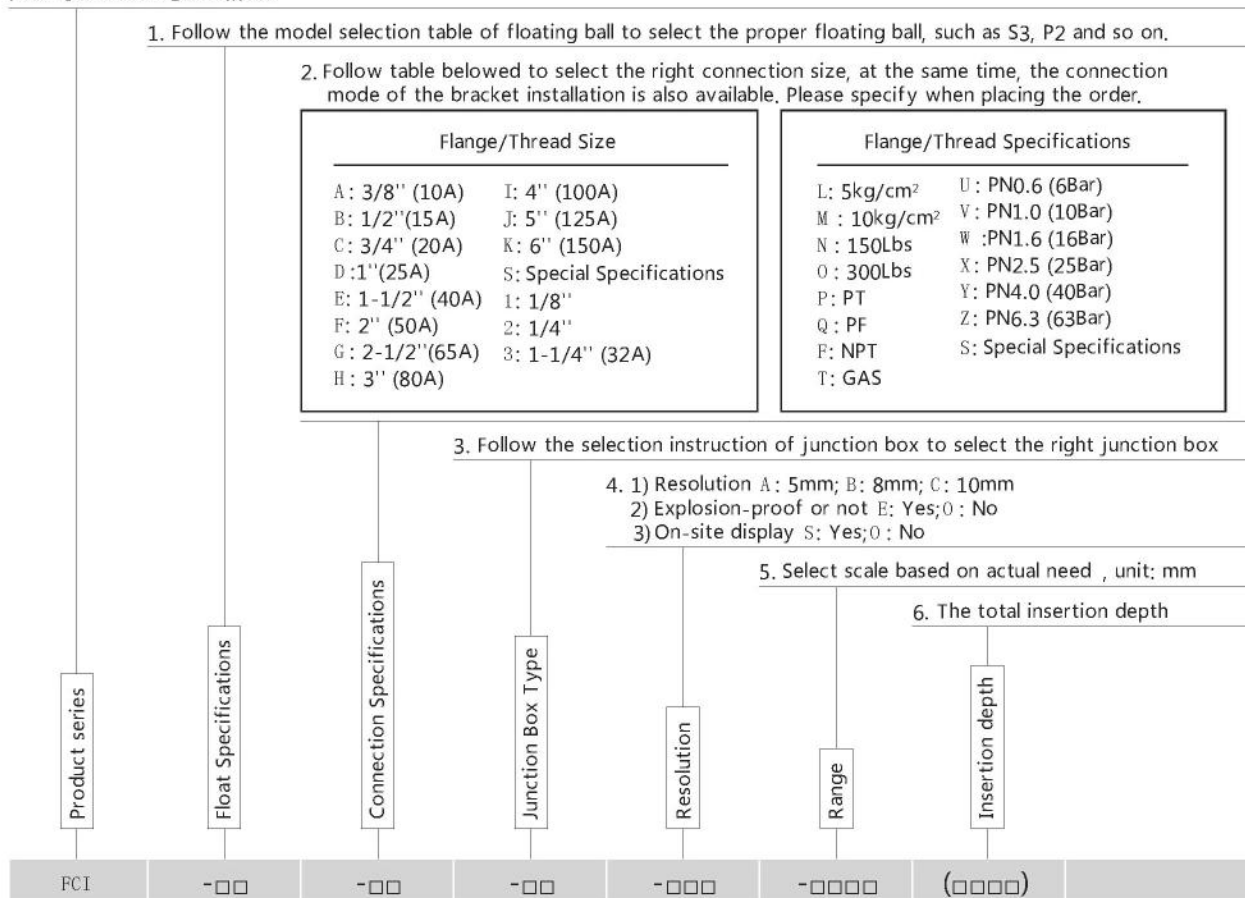 1. Follow the model selection table of floating ball to select the proper floating ball, such as S3, P2 and so on.
2. Follow table belowed to select the right connection size, at the same time, the connection
mode of the bracket installation is also available. Please specify when placing the order.
Flange/Thread Size
A: 3/8'' (10A)
B: 1/2''(15A)
C: 3/4'' (20A)
D:1''(25A)
E: 1-1/2'' (40A)
F: 2'' (50A)
G: 2-1/2''(65A)
H: 3'' (80A)
I: 4'' (100A)
J: 5'' (125A)
K: 6'' (150A)
S: Special Specifications
1: 1/8''
2: 1/4''
3: 1-1/4'' (32A)
Flange/Thread Specifications
L: 5kg/cm²
M: 10kg/cm²
N: 150Lbs
O: 300Lbs
P: PT
Q: PF
F: NPT
T: GAS
U: PN0.6 (6Bar)
V: PN1.0 (10Bar)
W :PN1.6 (16Bar)
X: PN2.5 (25Bar)
Y: PN4.0 (40Bar)
Z: PN6.3 (63Bar)
S: Special Specifications
3. Follow the selection instruction of junction box to select the right junction box
4. 1) Resolution A: 5mm; B: 8mm; C: 10mm
2) Explosion-proof or not E: Yes;O: No
3) On-site display S: Yes;O: No
5. Select scale based on actual need , unit: mm
6. The total insertion depth
Product series
Float Specifications
Connection Specifications
Junction Box Type
Resolution
Range
Insertion depth
FCI -□□ -□□ -□□ -□□□ -□□□□ (□□□□)